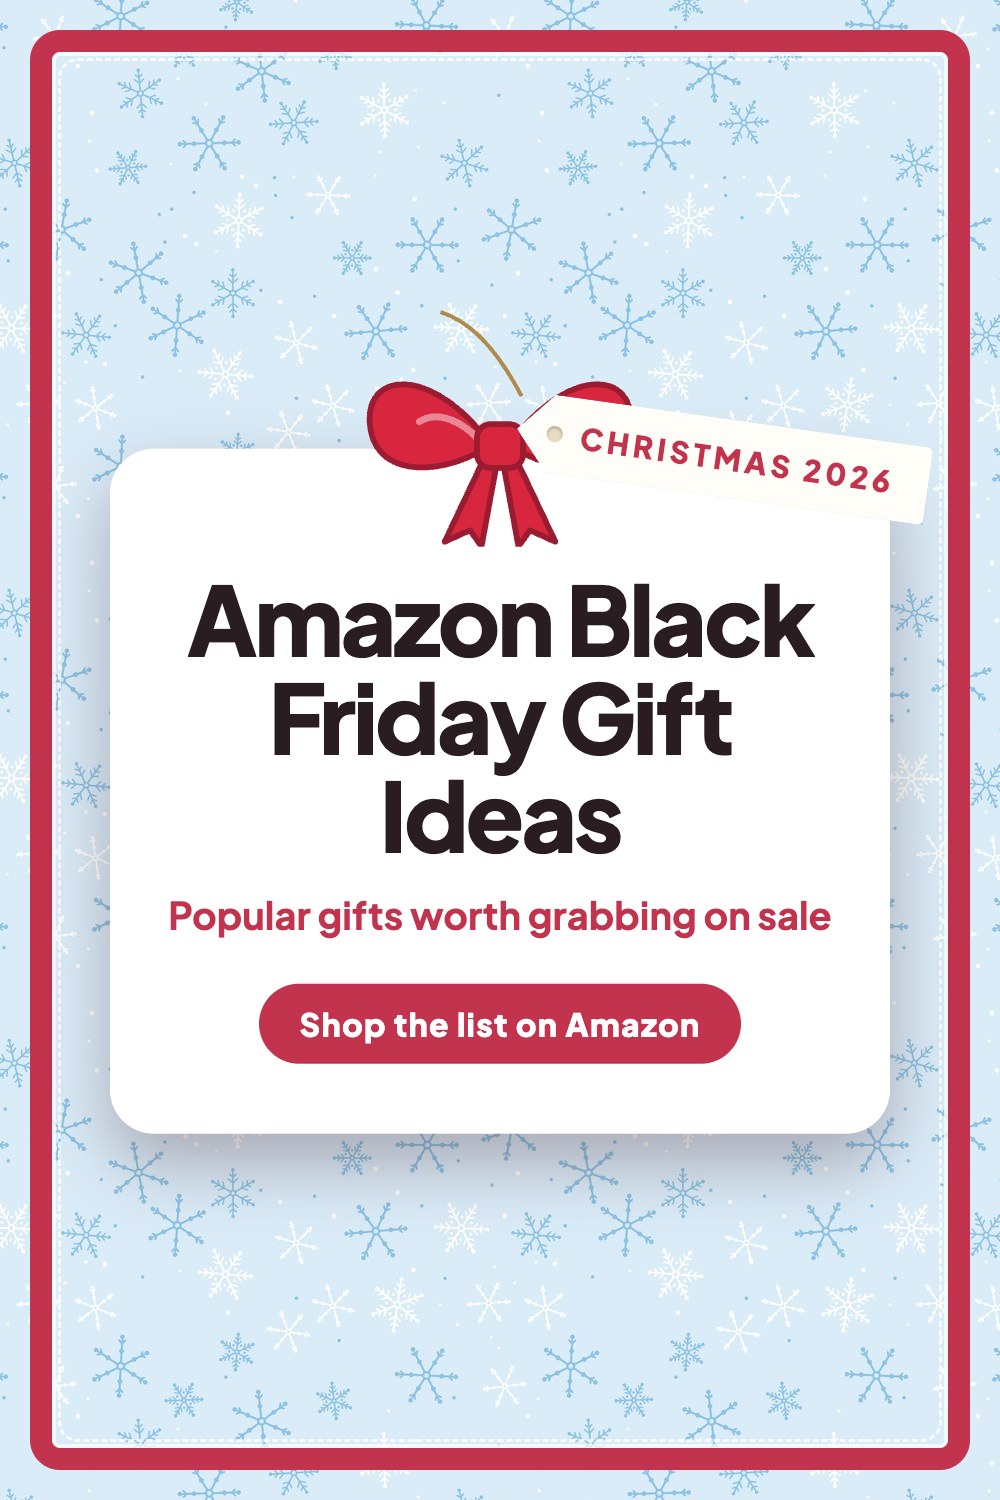 CHRISTMAS 2026
Amazon Black
Friday Gift
Ideas
Popular gifts worth grabbing on sale
Shop the list on Amazon